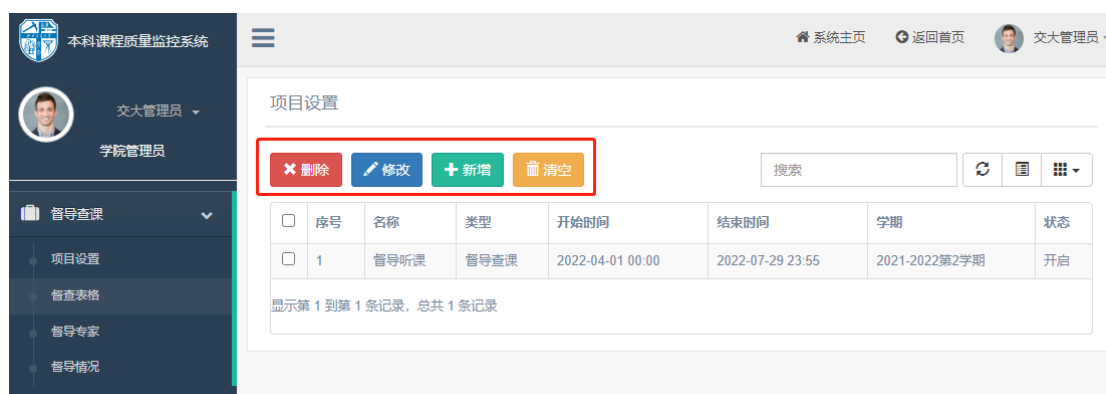 本科课程质量监控系统
系统主页 返回首页 交大管理员
交大管理员
学院管理员
项目设置
删除 修改 新增 清空 搜索
督导查课
序号 名称 类型 开始时间 结束时间 学期 状态
项目设置
1 督导听课 督导查课 2022-04-01 00:00 2022-07-29 23:55 2021-2022第2学期 开启
督查表格
显示第 1 到第 1 条记录，总共 1 条记录
督导专家
督导情况